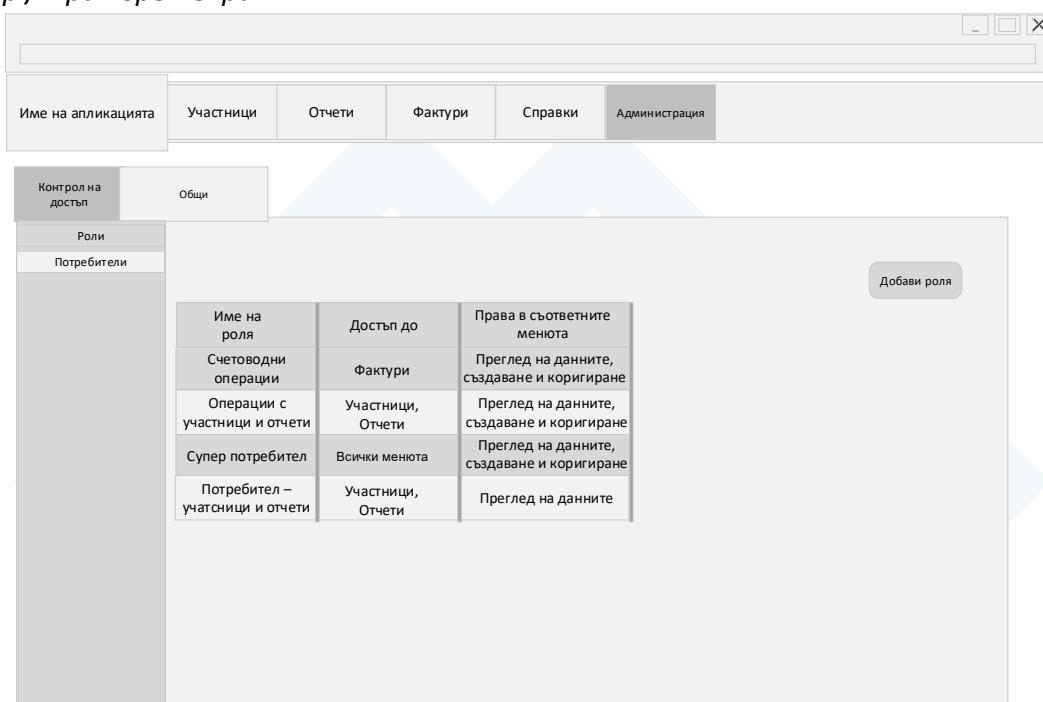 Име на апликацията
Участници
Отчети
Фактури
Справки
Администрация
Контрол на
достъп
Общи
Роли
Потребители
Добави роля
Име на
роля
Достъп до
Права в съответните
менюта
Счетоводни
операции
Фактури
Преглед на данните,
създаване и коригиране
Операции с
участници и отчети
Участници,
Отчети
Преглед на данните,
създаване и коригиране
Супер потребител
Всички менюта
Преглед на данните,
създаване и коригиране
Потребител –
учатсници и отчети
Участници,
Отчети
Преглед на данните